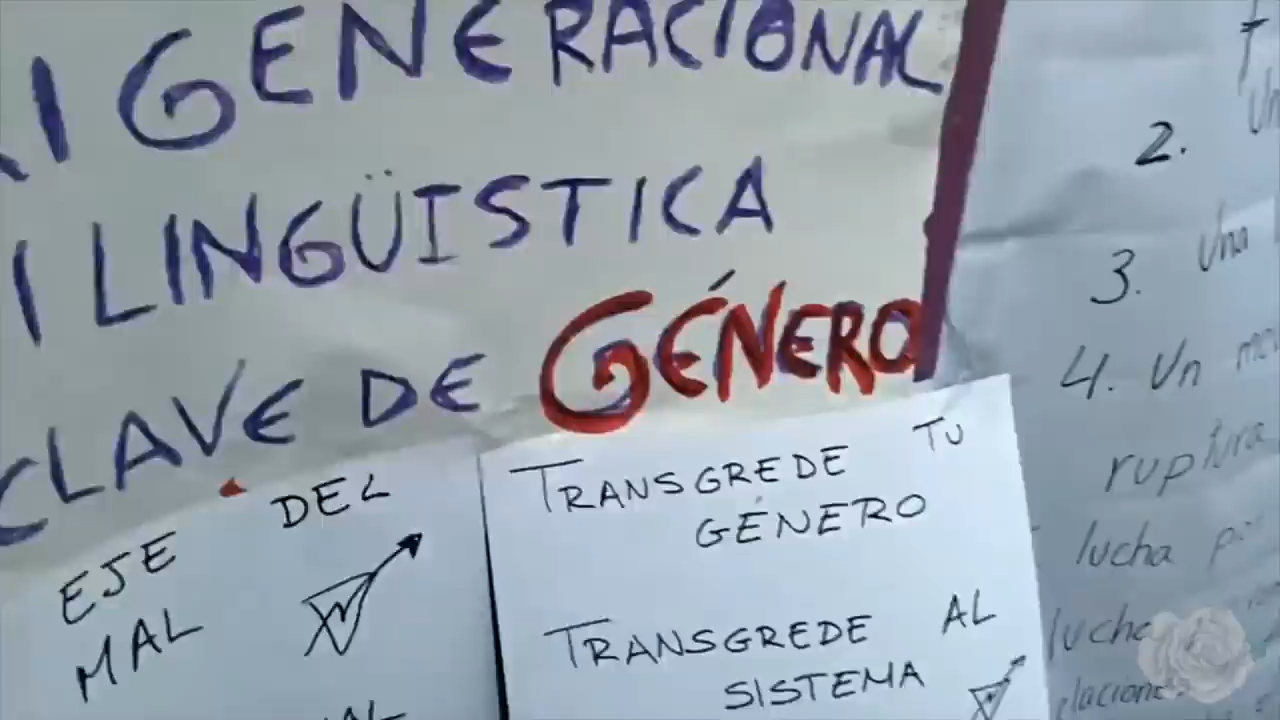 GENERACIONAL
LINGÜISTICA
CLAVE DE GÉNERO
EJE DEL
MAL
TRANSGREDE TU
GÉNERO
TRANSGREDE AL
SISTEMA
2.
3. Una
4. Un
ruptura
lucha
lucha